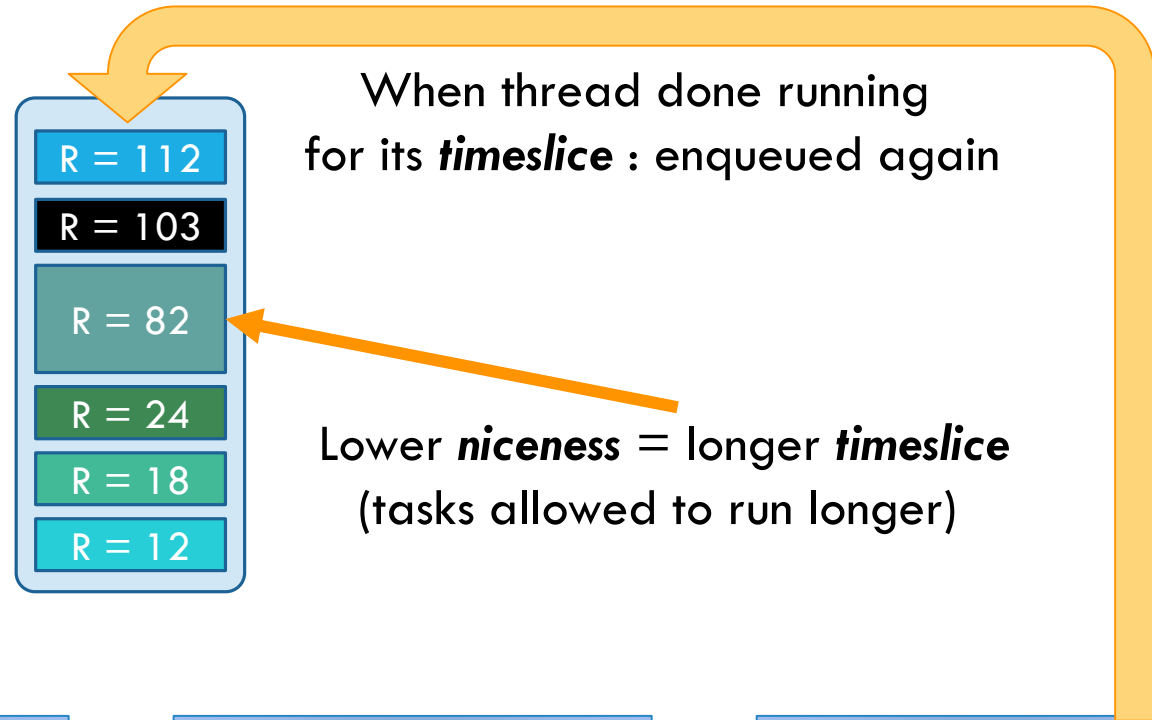 When thread done running
for its timeslice : enqueued again
R = 112
R = 103
R = 82
R = 24
R = 18
R = 12
Lower niceness = longer timeslice
(tasks allowed to run longer)